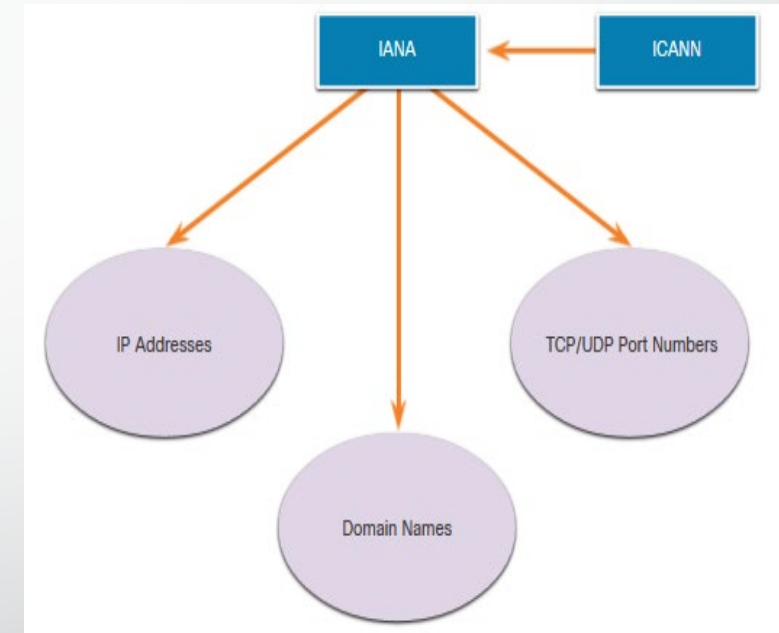 IANA
ICANN
IP Addresses
TCP/UDP Port Numbers
Domain Names